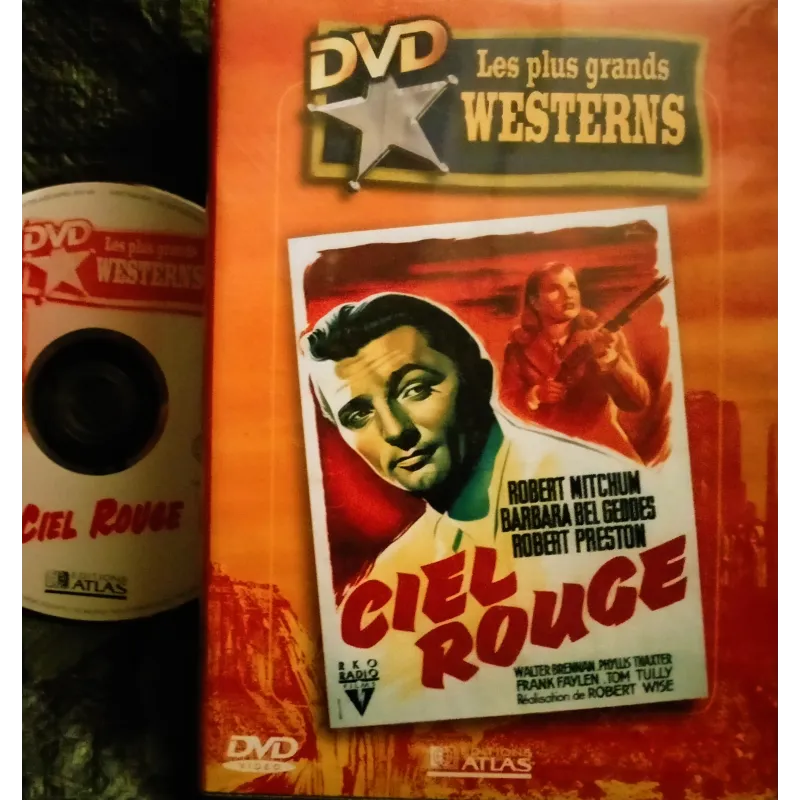 DVD
Les plus grands
WESTERNS
ROBERT MITCHUM
BARBARA BEL GEDDES
ROBERT PRESTON
CIEL
ROUGE
RKO
RADIO
FILMS
WALTER BRENNAN . PHYLLIS THAXTER
FRANK FAYLEN . TOM TULLY
Réalisation de ROBERT WISE
DVD
VIDEO
EDITIONS
ATLAS
DVD
Les plus grands
WESTERNS
CIEL ROUGE
EDITIONS
ATLAS